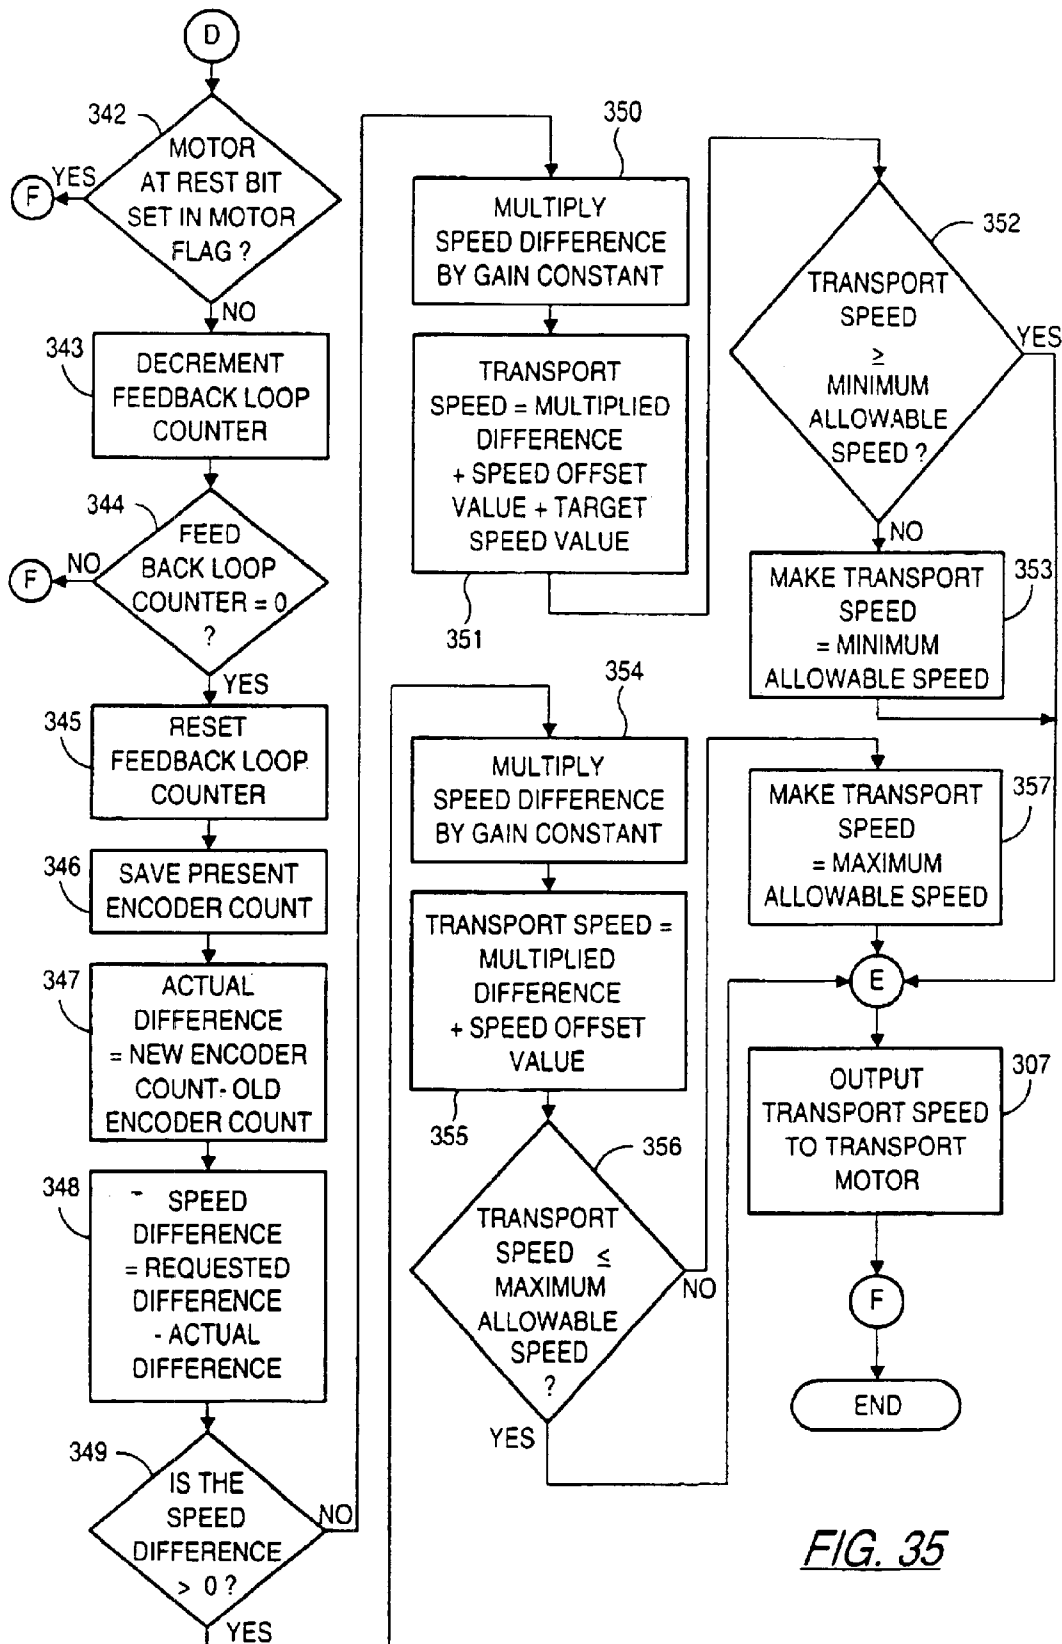 D
342
MOTOR
AT REST BIT
SET IN MOTOR
FLAG ?
YES
F
NO
343
DECREMENT
FEEDBACK LOOP
COUNTER
344
FEED
BACK LOOP
COUNTER = 0
?
NO
F
YES
345
RESET
FEEDBACK LOOP
COUNTER
346
SAVE PRESENT
ENCODER COUNT
347
ACTUAL
DIFFERENCE
= NEW ENCODER
COUNT- OLD
ENCODER COUNT
348
SPEED
DIFFERENCE
= REQUESTED
DIFFERENCE
- ACTUAL
DIFFERENCE
349
IS THE
SPEED
DIFFERENCE
> 0 ?
NO
YES
350
MULTIPLY
SPEED DIFFERENCE
BY GAIN CONSTANT
TRANSPORT
SPEED = MULTIPLIED
DIFFERENCE
+ SPEED OFFSET
VALUE + TARGET
SPEED VALUE
351
352
TRANSPORT
SPEED
≥
MINIMUM
ALLOWABLE
SPEED ?
YES
NO
353
MAKE TRANSPORT
SPEED
= MINIMUM
ALLOWABLE SPEED
354
MULTIPLY
SPEED DIFFERENCE
BY GAIN CONSTANT
TRANSPORT SPEED =
MULTIPLIED
DIFFERENCE
+ SPEED OFFSET
VALUE
355
356
TRANSPORT
SPEED ≤
MAXIMUM
ALLOWABLE
SPEED
?
NO
YES
357
MAKE TRANSPORT
SPEED
= MAXIMUM
ALLOWABLE SPEED
E
307
OUTPUT
TRANSPORT SPEED
TO TRANSPORT
MOTOR
F
END
FIG. 35